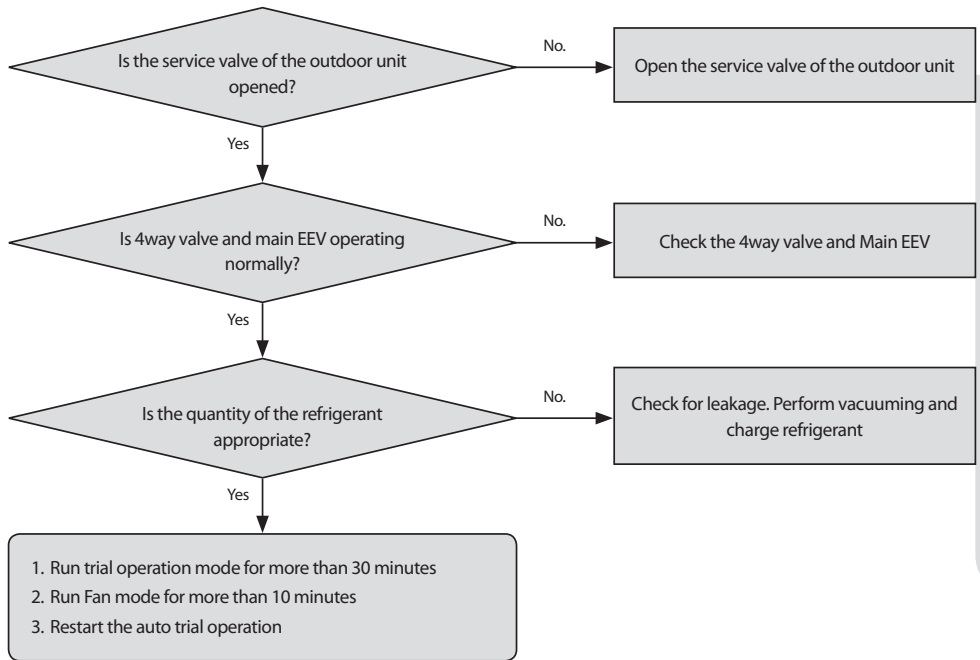 Is the service valve of the outdoor unit
opened?
No.
Open the service valve of the outdoor unit
Yes
Is 4way valve and main EEV operating
normally?
No.
Check the 4way valve and Main EEV
Yes
Is the quantity of the refrigerant
appropriate?
No.
Check for leakage. Perform vacuuming and
charge refrigerant
Yes
1. Run trial operation mode for more than 30 minutes
2. Run Fan mode for more than 10 minutes
3. Restart the auto trial operation